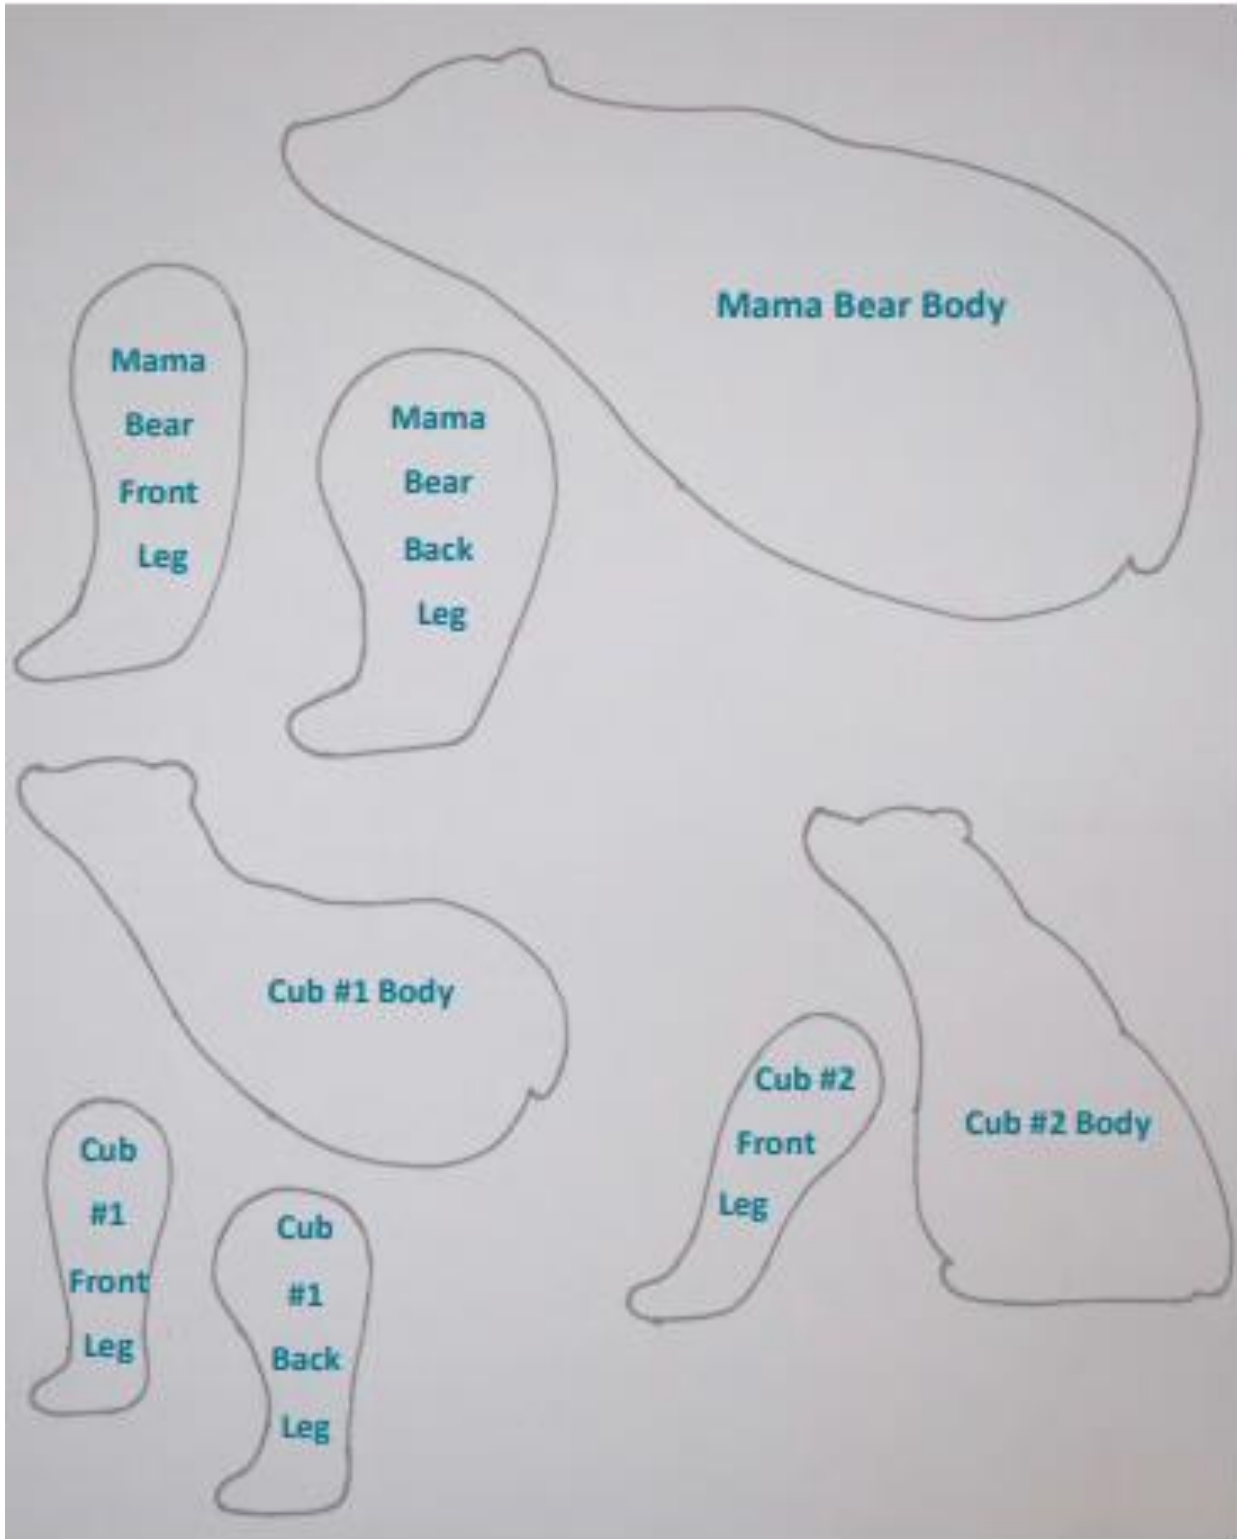 Mama Bear Body
Mama
Bear
Front
Leg
Mama
Bear
Back
Leg
Cub #1 Body
Cub #2
Front
Leg
Cub #2 Body
Cub
#1
Front
Leg
Cub
#1
Back
Leg